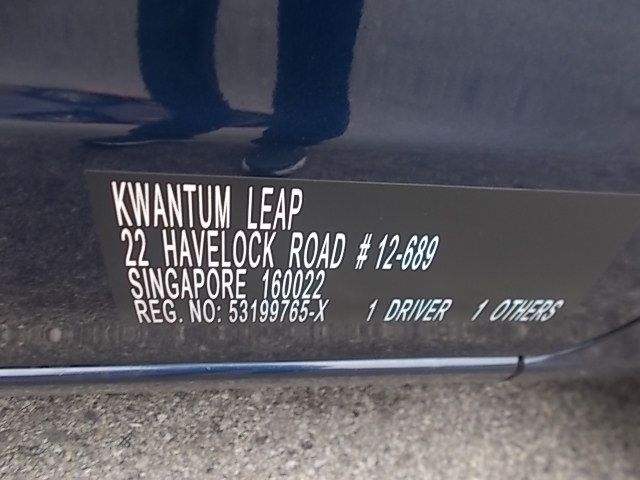 KWANTUM LEAP
22 HAVELOCK ROAD # 12-689
SINGAPORE 160022
REG. NO: 53199765-X 1 DRIVER 1 OTHERS